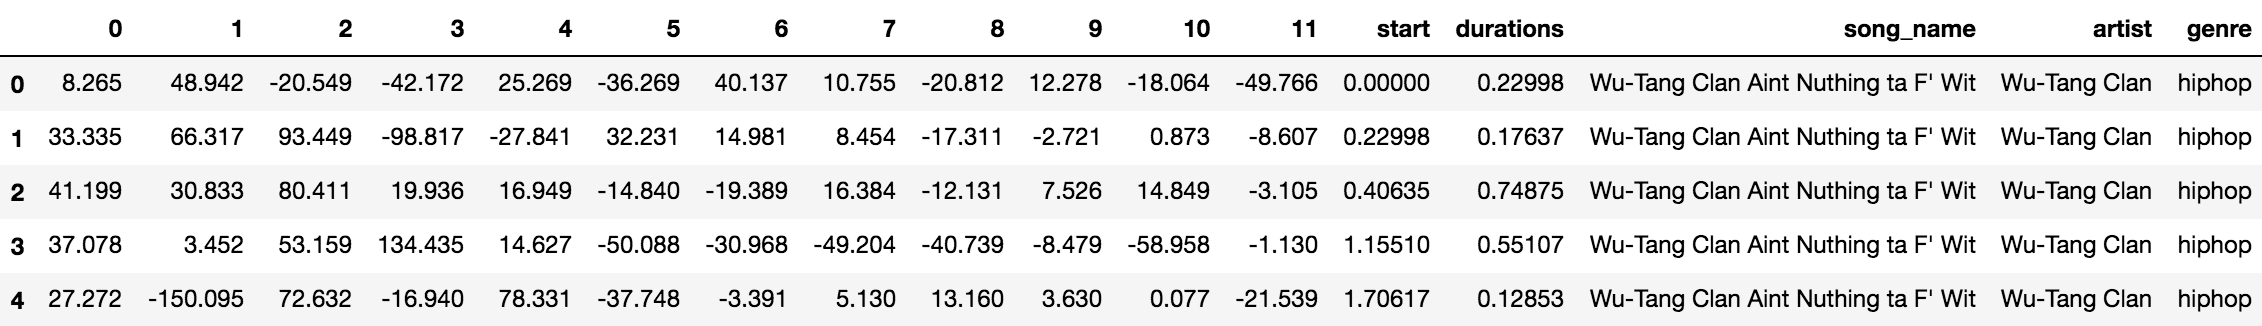 0 1 2 3 4 5 6 7 8 9 10 11 start durations song_name artist genre
0 8.265 48.942 -20.549 -42.172 25.269 -36.269 40.137 10.755 -20.812 12.278 -18.064 -49.766 0.00000 0.22998 Wu-Tang Clan Aint Nuthing ta F' Wit Wu-Tang Clan hiphop
1 33.335 66.317 93.449 -98.817 -27.841 32.231 14.981 8.454 -17.311 -2.721 0.873 -8.607 0.22998 0.17637 Wu-Tang Clan Aint Nuthing ta F' Wit Wu-Tang Clan hiphop
2 41.199 30.833 80.411 19.936 16.949 -14.840 -19.389 16.384 -12.131 7.526 14.849 -3.105 0.40635 0.74875 Wu-Tang Clan Aint Nuthing ta F' Wit Wu-Tang Clan hiphop
3 37.078 3.452 53.159 134.435 14.627 -50.088 -30.968 -49.204 -40.739 -8.479 -58.958 -1.130 1.15510 0.55107 Wu-Tang Clan Aint Nuthing ta F' Wit Wu-Tang Clan hiphop
4 27.272 -150.095 72.632 -16.940 78.331 -37.748 -3.391 5.130 13.160 3.630 0.077 -21.539 1.70617 0.12853 Wu-Tang Clan Aint Nuthing ta F' Wit Wu-Tang Clan hiphop